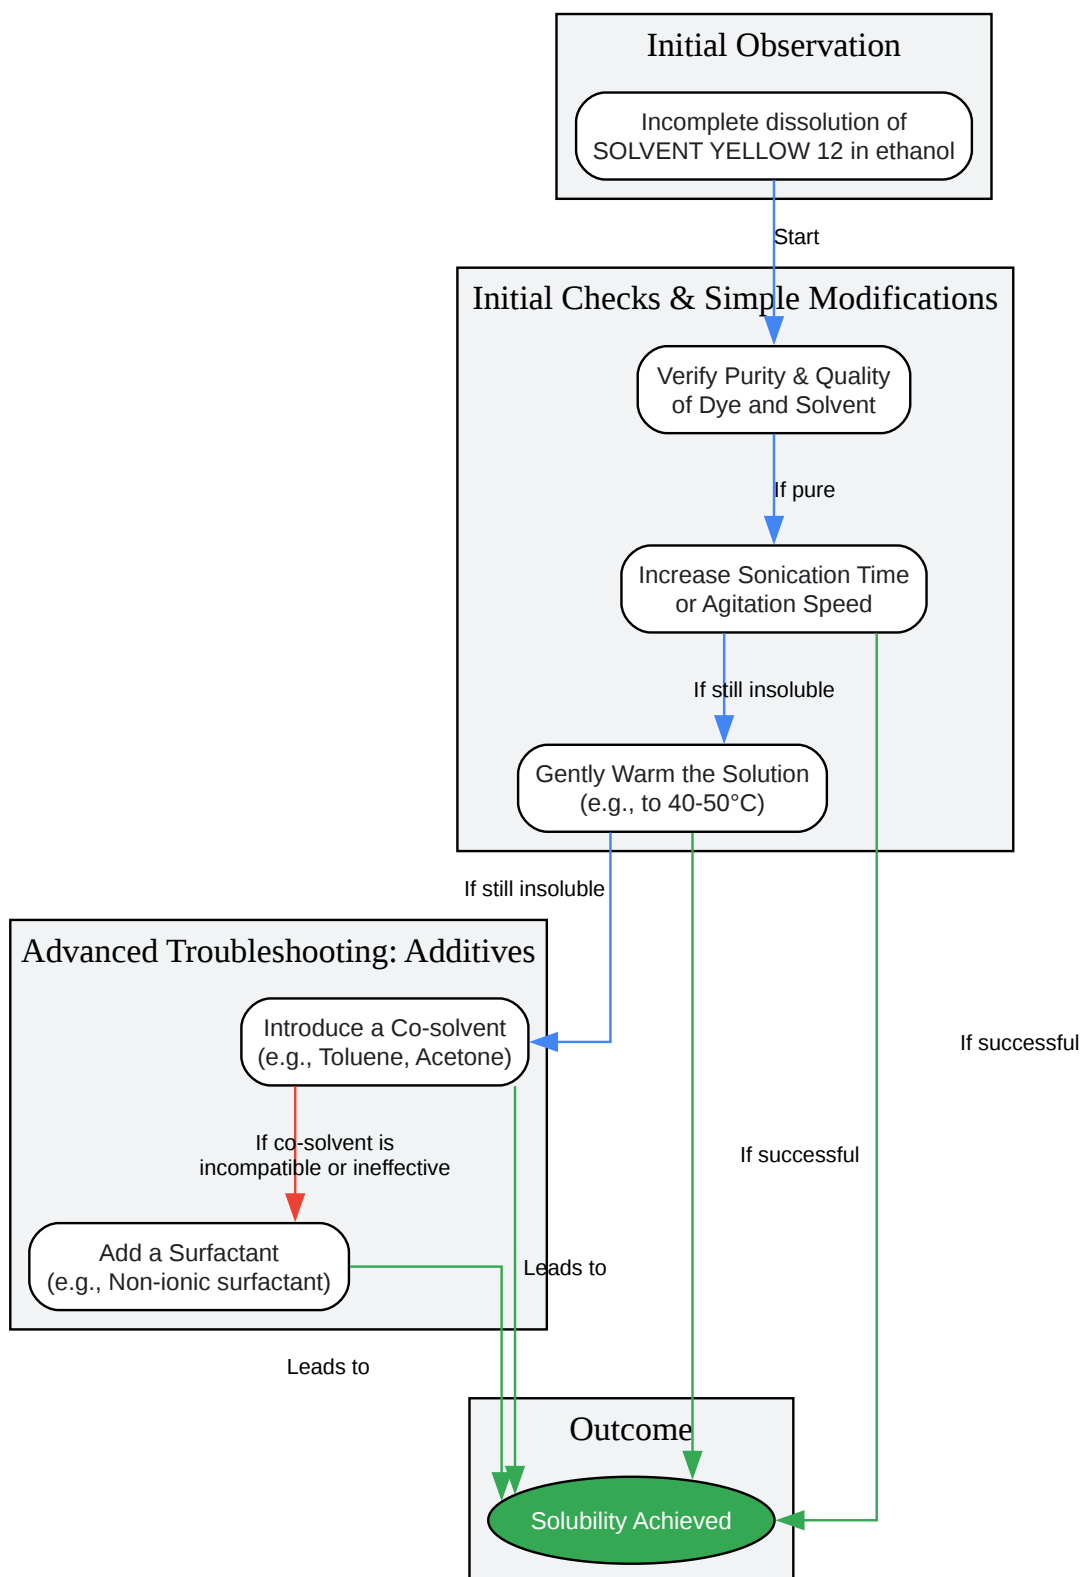 Initial Observation
Incomplete dissolution of
SOLVENT YELLOW 12 in ethanol
Start
Initial Checks & Simple Modifications
Verify Purity & Quality
of Dye and Solvent
If pure
Increase Sonication Time
or Agitation Speed
If still insoluble
Gently Warm the Solution
(e.g., to 40-50°C)
If still insoluble
Advanced Troubleshooting: Additives
Introduce a Co-solvent
(e.g., Toluene, Acetone)
If successful
If co-solvent is
incompatible or ineffective
If successful
Add a Surfactant
(e.g., Non-ionic surfactant)
Leads to
Leads to
Outcome
Solubility Achieved